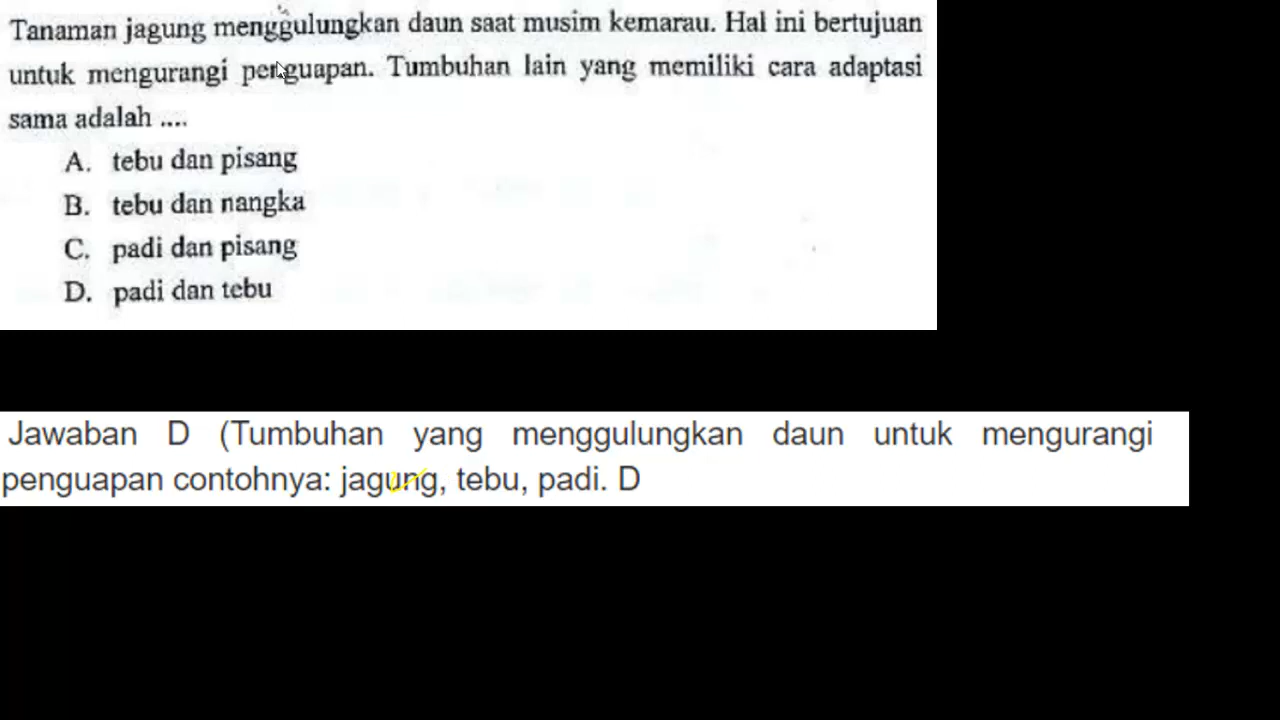 Tanaman jagung menggulungkan daun saat musim kemarau. Hal ini bertujuan
untuk mengurangi penguapan. Tumbuhan lain yang memiliki cara adaptasi
sama adalah ....
A. tebu dan pisang
B. tebu dan nangka
C. padi dan pisang
D. padi dan tebu
Jawaban D (Tumbuhan yang menggulungkan daun untuk mengurangi
penguapan contohnya: jagung, tebu, padi. D